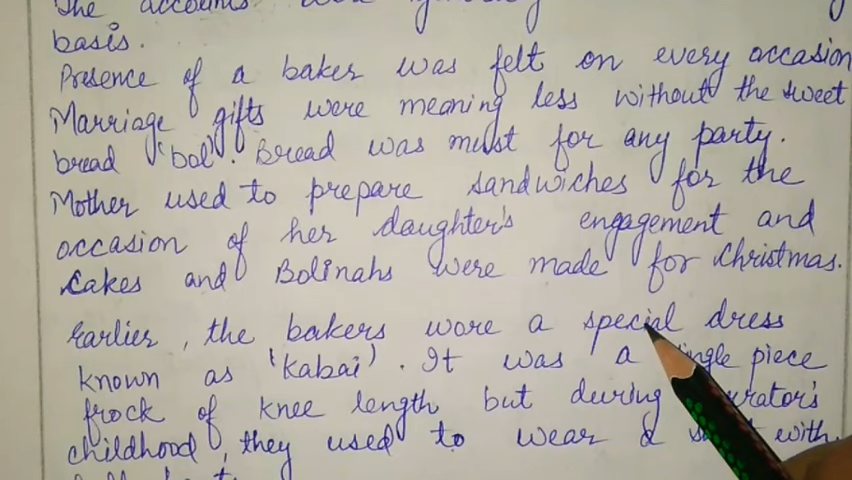 The accounts were
basis.
Presence of a baker was felt on every occasion
Marriage gifts were meaning less without the sweet
bread 'bol'. Bread was must for any party.
Mother used to prepare sandwiches for the
occasion of her daughter's engagement and
Cakes and Bolinahs were made for Christmas.
Earlier, the bakers wore a special dress
known as 'Kabai'. It was a piece
frock of knee length but during
childhood, they used to wear a with